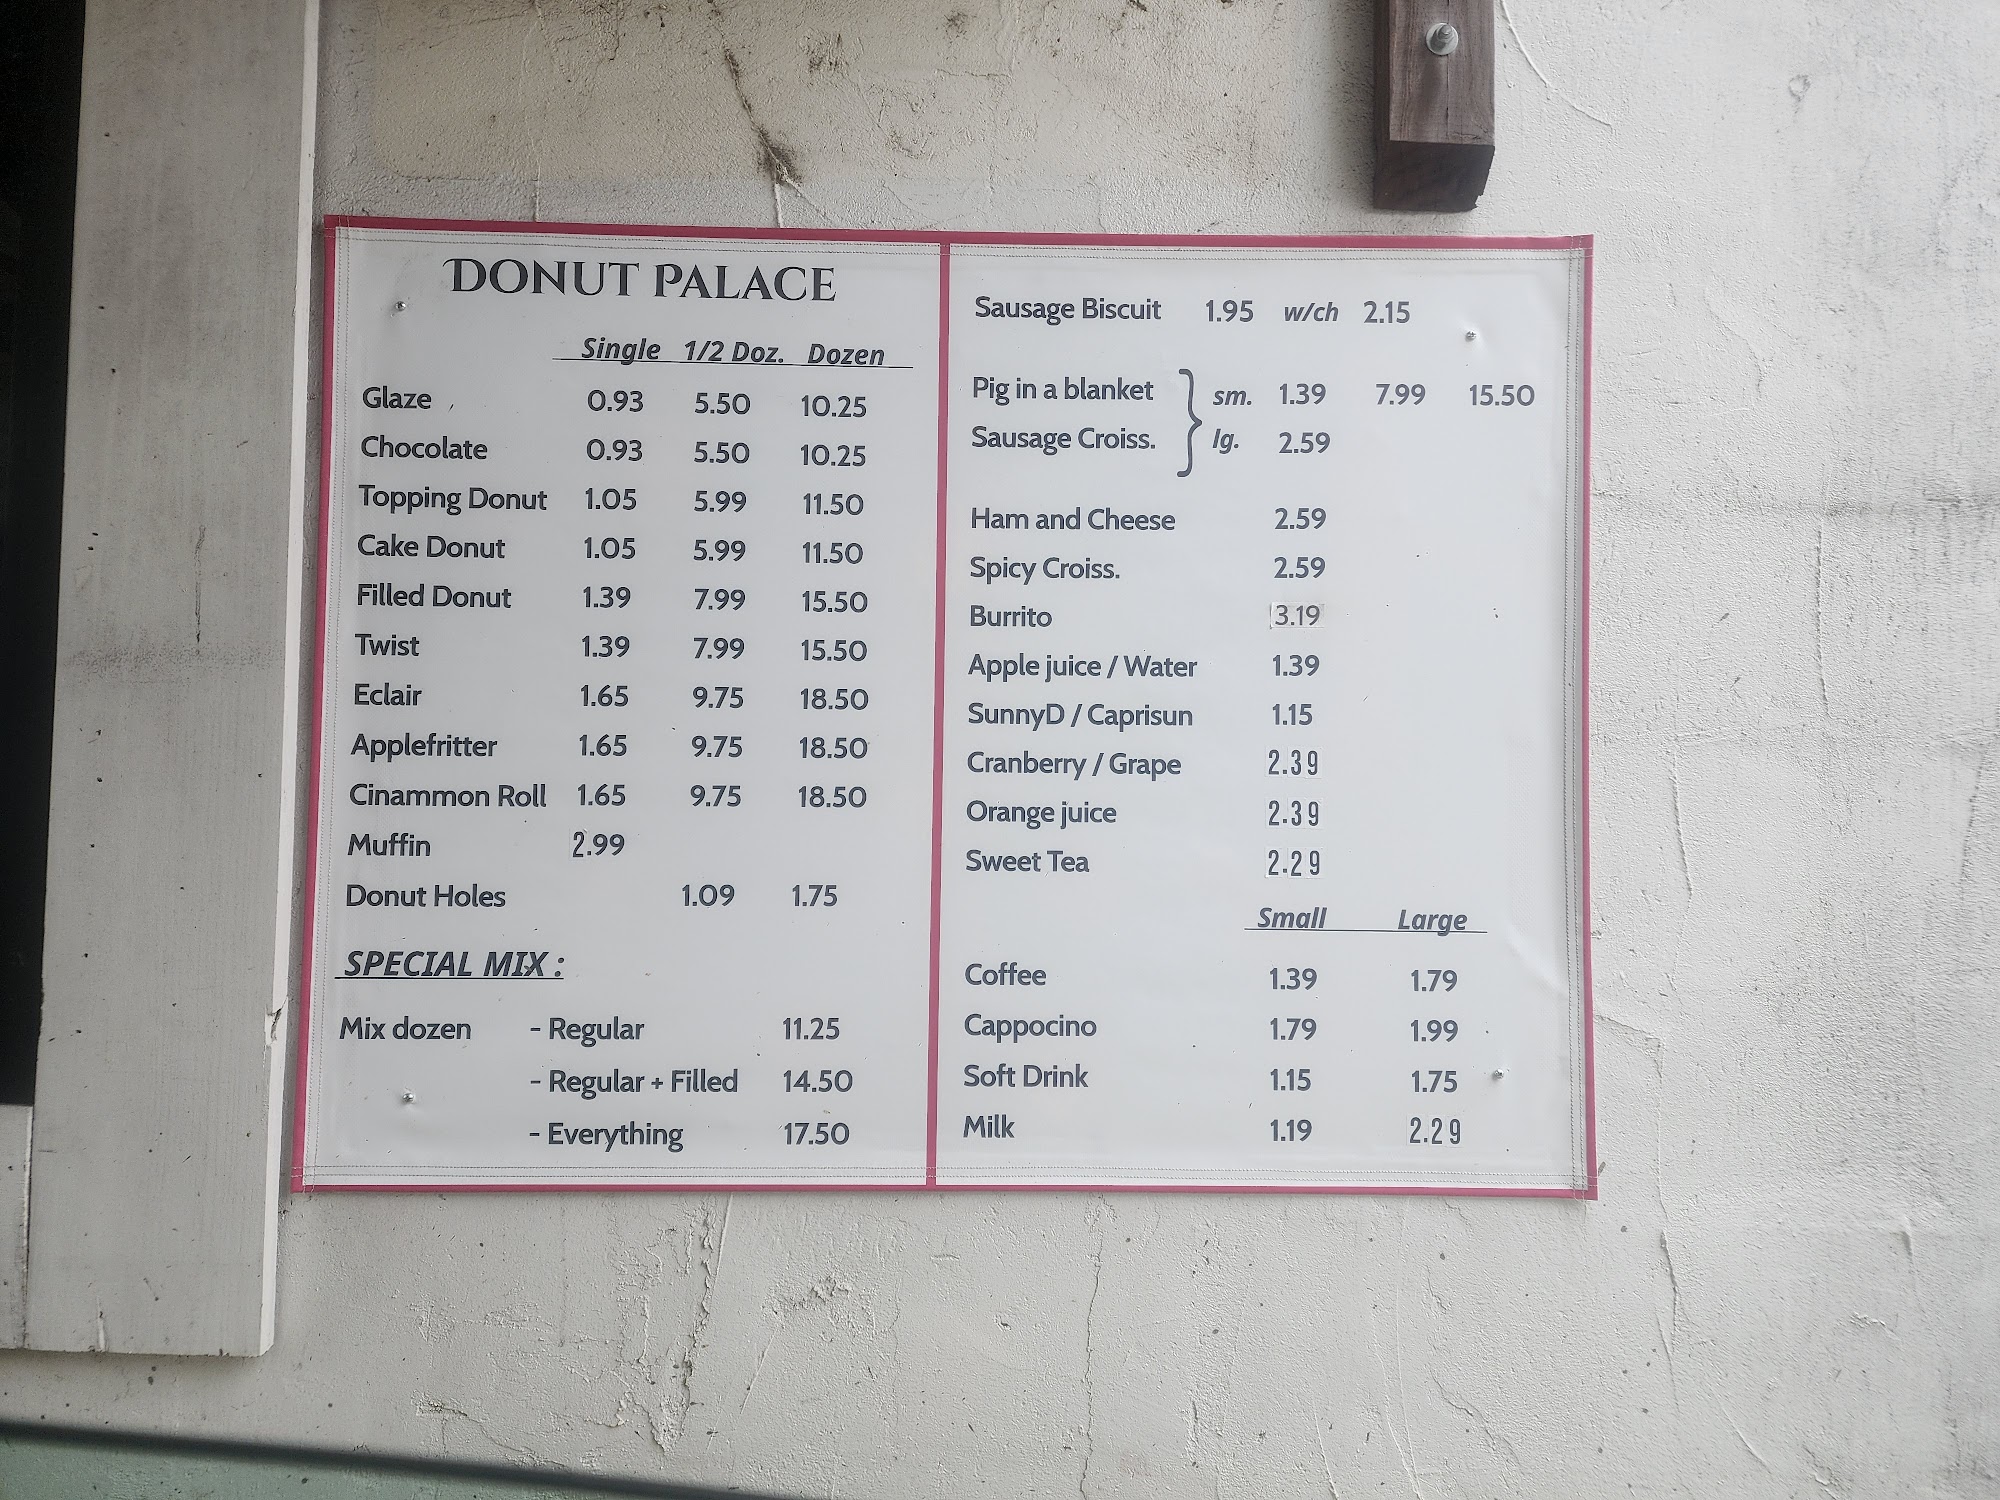 DONUT PALACE
Single 1/2 Doz. Dozen
Glaze 0.93 5.50 10.25
Chocolate 0.93 5.50 10.25
Topping Donut 1.05 5.99 11.50
Cake Donut 1.05 5.99 11.50
Filled Donut 1.39 7.99 15.50
Twist 1.39 7.99 15.50
Eclair 1.65 9.75 18.50
Applefritter 1.65 9.75 18.50
Cinammon Roll 1.65 9.75 18.50
Muffin 2.99
Donut Holes 1.09 1.75
SPECIAL MIX :
Mix dozen - Regular 11.25
- Regular + Filled 14.50
- Everything 17.50
Sausage Biscuit 1.95 w/ch 2.15
Pig in a blanket } sm. 1.39 7.99 15.50
Sausage Croiss. lg. 2.59
Ham and Cheese 2.59
Spicy Croiss. 2.59
Burrito 3.19
Apple juice / Water 1.39
SunnyD / Caprisun 1.15
Cranberry / Grape 2.39
Orange juice 2.39
Sweet Tea 2.29
Small Large
Coffee 1.39 1.79
Cappocino 1.79 1.99
Soft Drink 1.15 1.75
Milk 1.19 2.29